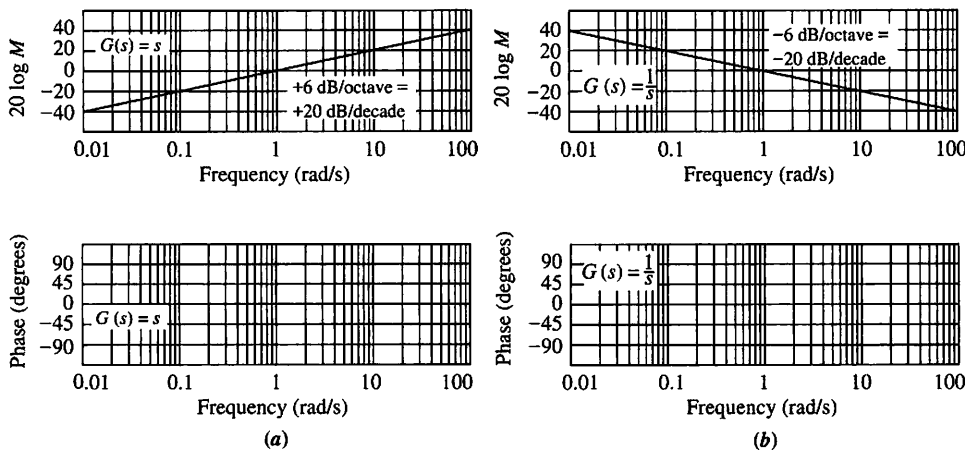 20 log M
40
20
0
−20
−40
G(s) = s
+6 dB/octave =
+20 dB/decade
0.01 0.1 1 10 100
Frequency (rad/s)
20 log M
40
20
0
−20
−40
−6 dB/octave =
−20 dB/decade
G (s) = 1/s
0.01 0.1 1 10 100
Frequency (rad/s)
Phase (degrees)
90
45
0
−45
−90
G (s) = s
0.01 0.1 1 10 100
Frequency (rad/s)
(a)
Phase (degrees)
90
45
0
−45
−90
G (s) = 1/s
0.01 0.1 1 10 100
Frequency (rad/s)
(b)